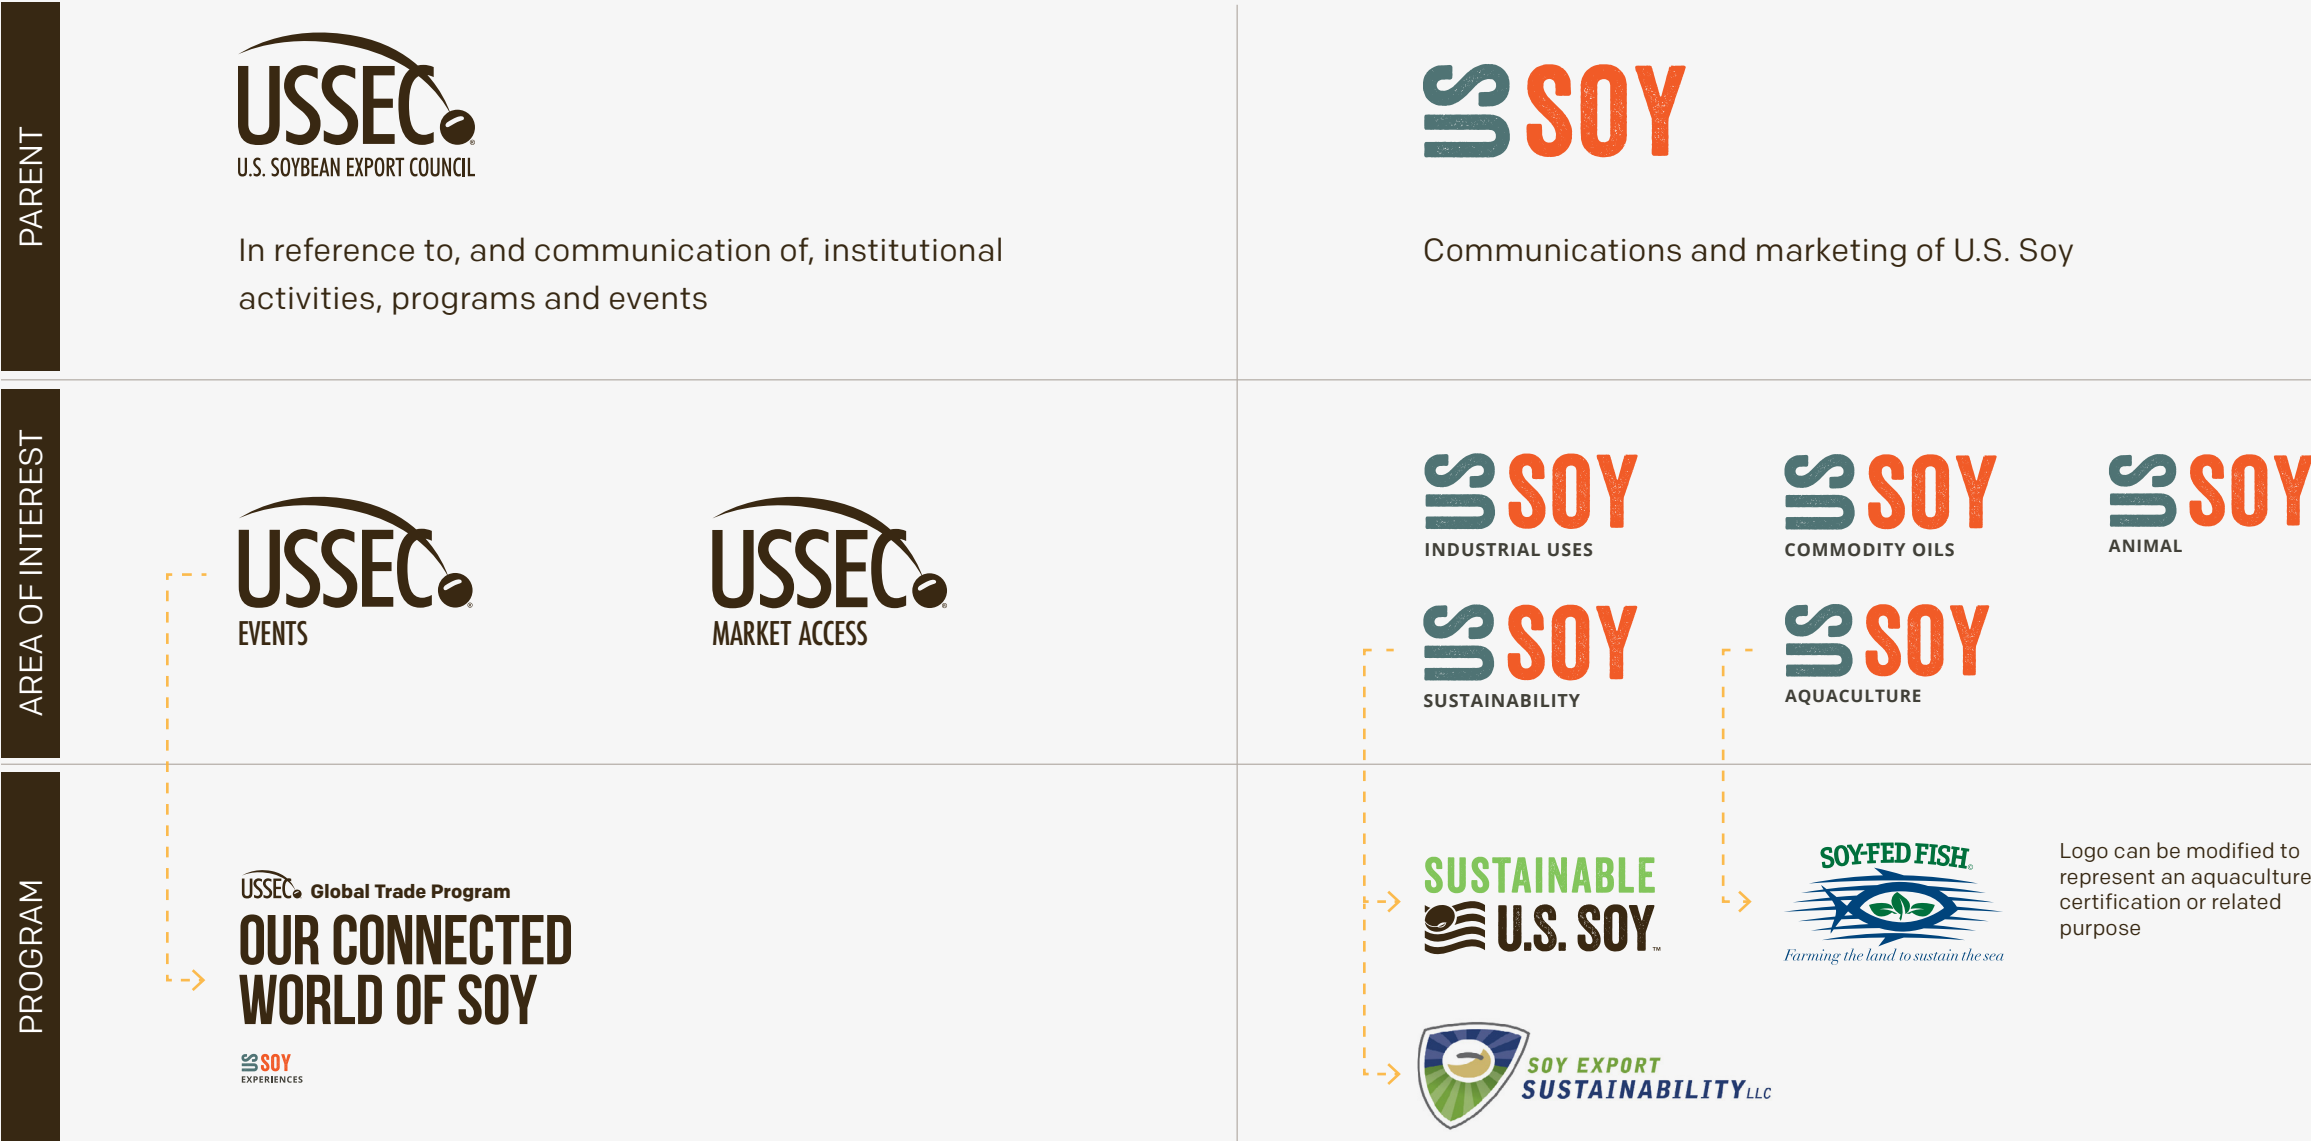 PARENT
USSEC®
U.S. SOYBEAN EXPORT COUNCIL
In reference to, and communication of, institutional
activities, programs and events
US SOY
Communications and marketing of U.S. Soy
AREA OF INTEREST
USSEC®
EVENTS
USSEC®
MARKET ACCESS
US SOY
INDUSTRIAL USES
US SOY
COMMODITY OILS
US SOY
ANIMAL
US SOY
SUSTAINABILITY
US SOY
AQUACULTURE
PROGRAM
USSEC Global Trade Program
OUR CONNECTED
WORLD OF SOY
US SOY
EXPERIENCES
SUSTAINABLE
U.S. SOY™
SOY-FED FISH©
Farming the land to sustain the sea
Logo can be modified to
represent an aquaculture
certification or related
purpose
SOY EXPORT
SUSTAINABILITY LLC